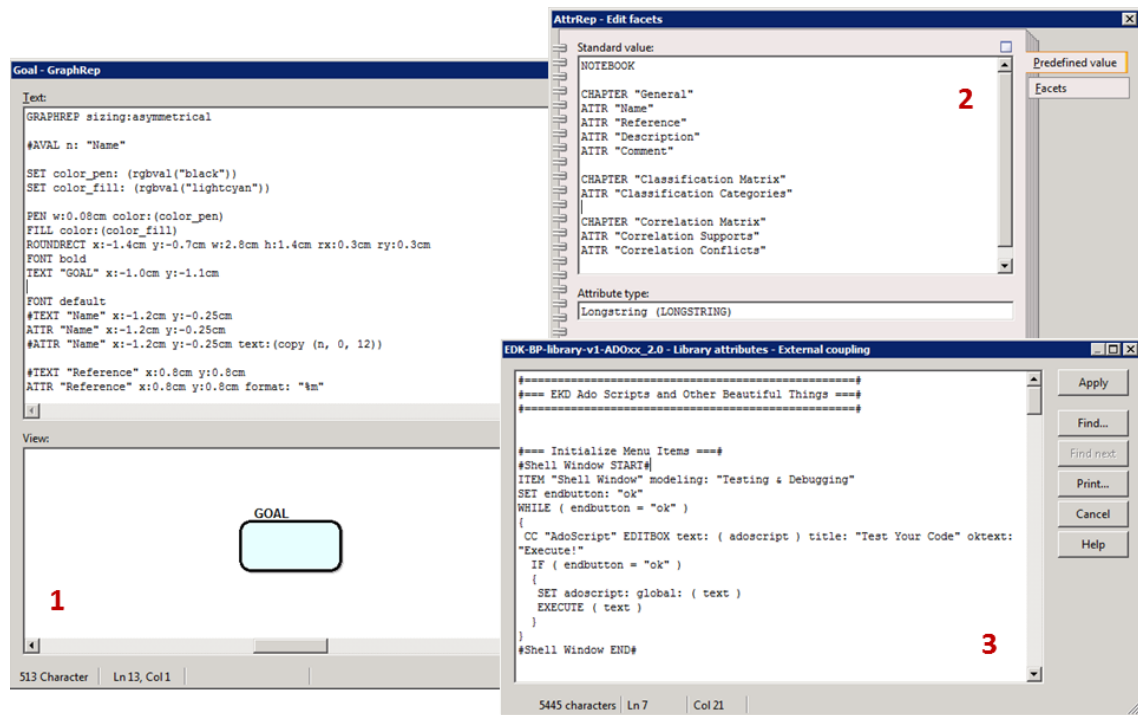 Goal - GraphRep
Text:
GRAPHREP sizing:asymmetrical
#AVAL n: "Name"
SET color_pen: (rgbval("black"))
SET color_fill: (rgbval("lightcyan"))
PEN w:0.08cm color:(color_pen)
FILL color:(color_fill)
ROUNDRECT x:-1.4cm y:-0.7cm w:2.8cm h:1.4cm rx:0.3cm ry:0.3cm
FONT bold
TEXT "GOAL" x:-1.0cm y:-1.1cm
FONT default
#TEXT "Name" x:-1.2cm y:-0.25cm
ATTR "Name" x:-1.2cm y:-0.25cm
#ATTR "Name" x:-1.2cm y:-0.25cm text:(copy (n, 0, 12))
#TEXT "Reference" x:0.8cm y:0.8cm
ATTR "Reference" x:0.8cm y:0.8cm format: "%m"
View:
GOAL
1
513 Character Ln 13, Col 1
AttrRep - Edit facets
Standard value:
NOTEBOOK
CHAPTER "General"
ATTR "Name"
ATTR "Reference"
ATTR "Description"
ATTR "Comment"
CHAPTER "Classification Matrix"
ATTR "Classification Categories"
CHAPTER "Correlation Matrix"
ATTR "Correlation Supports"
ATTR "Correlation Conflicts"
2
Predefined value
Facets
Attribute type:
Longstring (LONGSTRING)
EDK-BP-library-v1-ADOxx_2.0 - Library attributes - External coupling
#==================================================#
#=== EKD Ado Scripts and Other Beautiful Things ===#
#==================================================#
#=== Initialize Menu Items ===#
#Shell Window START#
ITEM "Shell Window" modeling: "Testing & Debugging"
SET endbutton: "ok"
WHILE ( endbutton = "ok" )
{
CC "AdoScript" EDITBOX text: ( adoscript ) title: "Test Your Code" oktext:
"Execute!"
IF ( endbutton = "ok" )
{
SET adoscript: global: ( text )
EXECUTE ( text )
}
}
#Shell Window END#
3
Apply
Find...
Find next
Print...
Cancel
Help
5445 characters Ln 7 Col 21